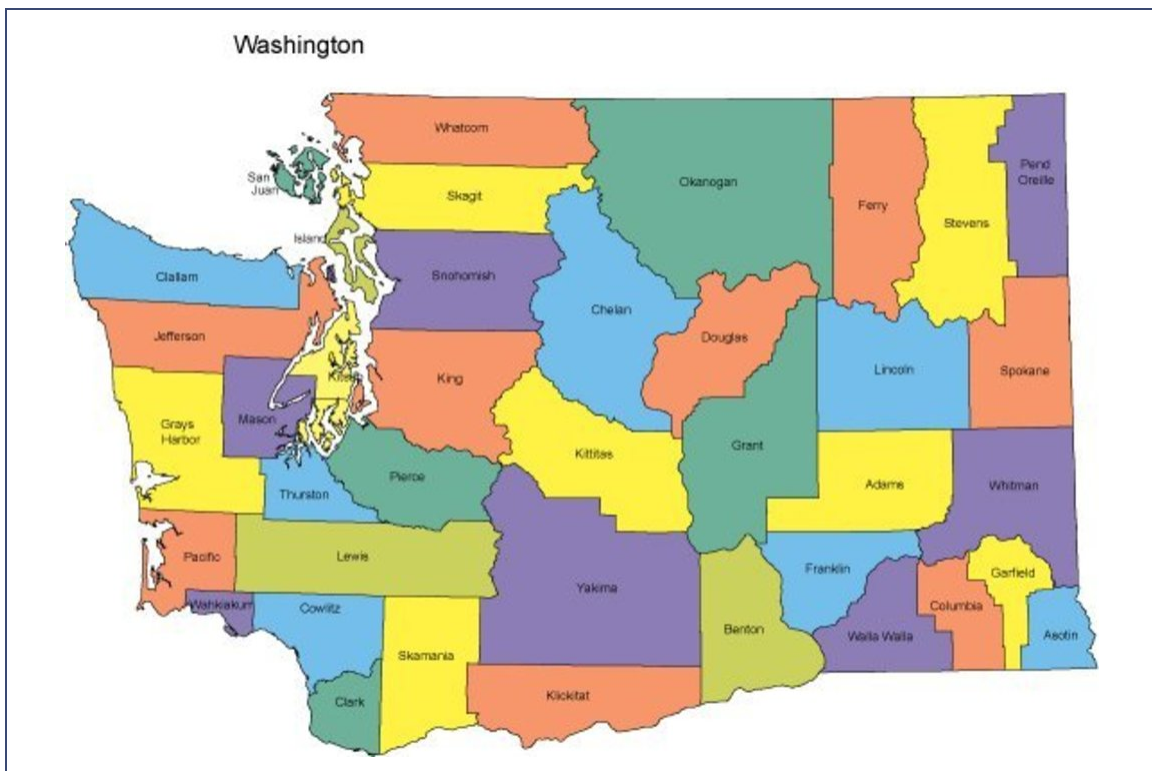 Washington
Whatcom
San
Juan
Skagit
Okanogan
Ferry
Stevens
Pend
Oreille
Island
Clallam
Snohomish
Chelan
Jefferson
Douglas
Lincoln
Spokane
King
Kitsap
Mason
Grays
Harbor
Kittitas
Grant
Pierce
Thurston
Adams
Whitman
Pacific
Lewis
Yakima
Franklin
Garfield
Wahkiakum
Cowlitz
Columbia
Benton
Walla Walla
Asotin
Skamania
Clark
Klickitat